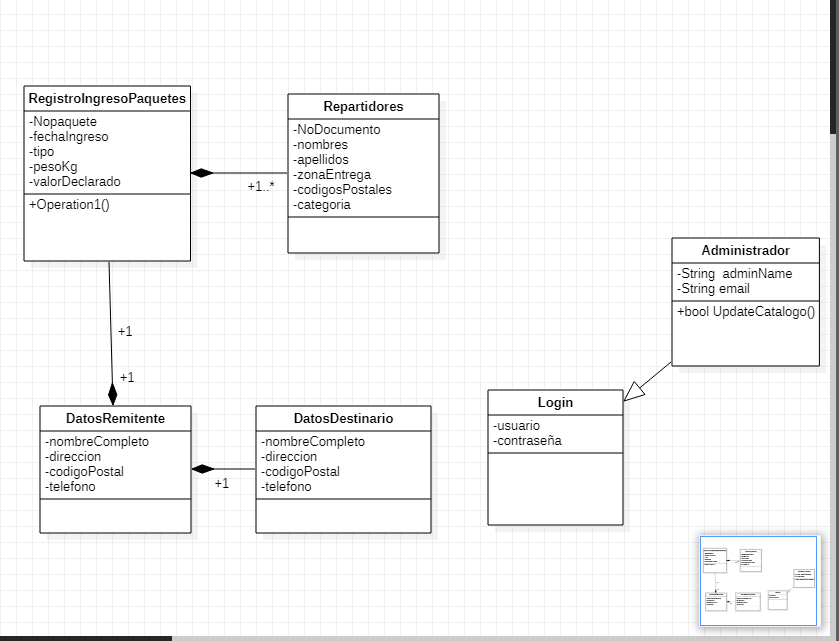 RegistroIngresoPaquetes
-Nopaquete
-fechaIngreso
-tipo
-pesoKg
-valorDeclarado
+Operation1()
Repartidores
-NoDocumento
-nombres
-apellidos
-zonaEntrega
-codigosPostales
-categoria
+1..*
Administrador
-String  adminName
-String email
+bool UpdateCatalogo()
+1
+1
DatosRemitente
-nombreCompleto
-direccion
-codigoPostal
-telefono
+1
DatosDestinario
-nombreCompleto
-direccion
-codigoPostal
-telefono
Login
-usuario
-contraseña